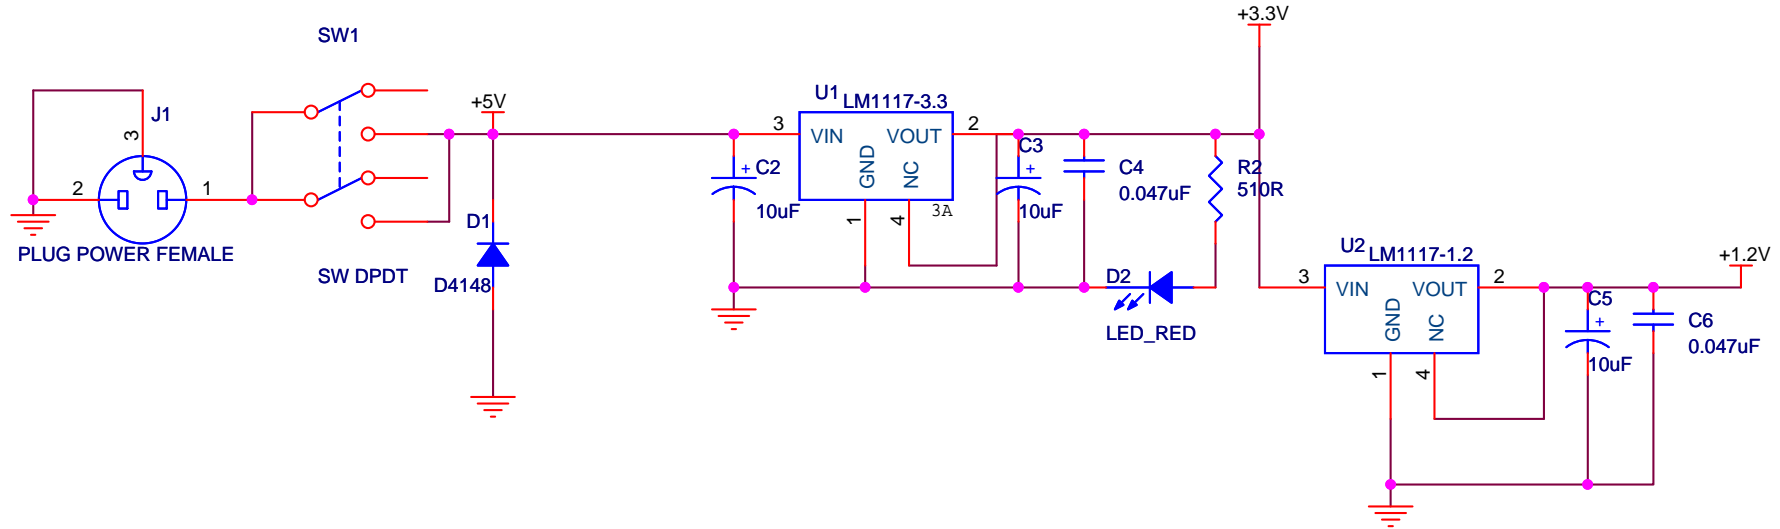 SW1
J1
3
2
1
PLUG POWER FEMALE
SW DPDT
+5V
D1
D4148
C2
+
10uF
U1
LM1117-3.3
3
VIN
VOUT
2
GND
NC
1
4
3A
C3
+
10uF
C4
0.047uF
R2
510R
+3.3V
D2
LED_RED
U2
LM1117-1.2
3
VIN
VOUT
2
GND
NC
1
4
C5
+
10uF
C6
0.047uF
+1.2V